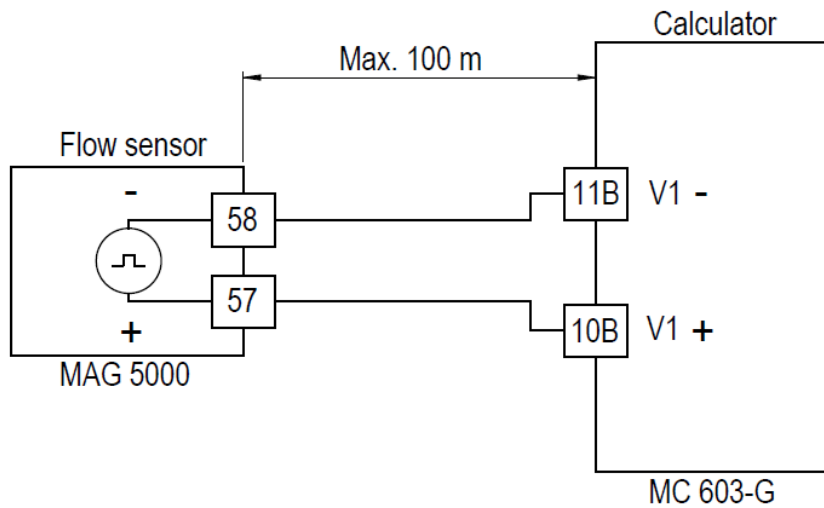 Calculator
Max. 100 m
Flow sensor
-
58
11B V1 -
57
10B V1 +
+
MAG 5000
MC 603-G